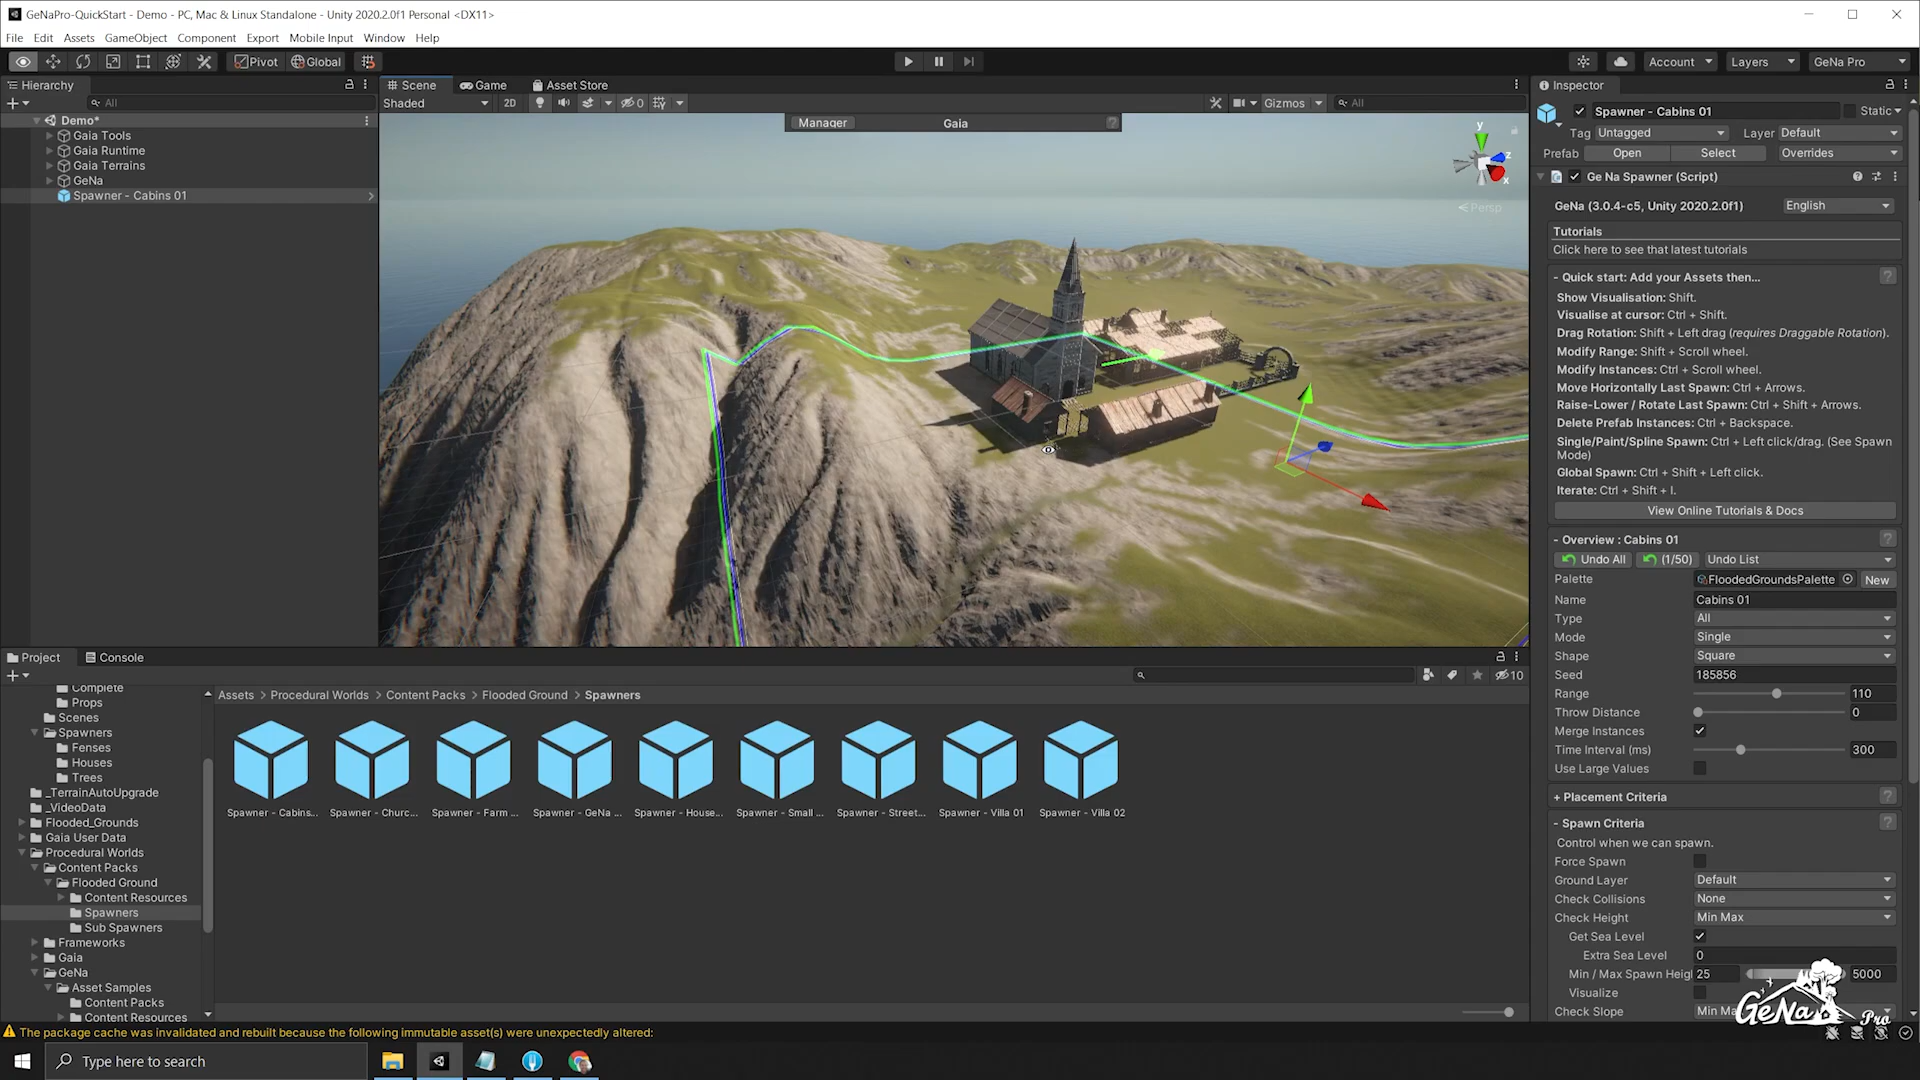 GeNaPro-QuickStart - Demo - PC, Mac & Linux Standalone - Unity 2020.2.0f1 Personal <DX11>
File Edit Assets GameObject Component Export Mobile Input Window Help
Pivot Global Account Layers GeNa Pro
Hierarchy
All
Demo*
Gaia Tools
Gaia Runtime
Gaia Terrains
GeNa
Spawner - Cabins 01
Scene Game Asset Store
Shaded 2D 0 Gizmos All
Manager Gaia
y
z
x
Persp
Inspector
Spawner - Cabins 01 Static
Tag Untagged Layer Default
Prefab Open Select Overrides
Ge Na Spawner (Script)
GeNa (3.0.4-c5, Unity 2020.2.0f1) English
Tutorials
Click here to see that latest tutorials
- Quick start: Add your Assets then...
Show Visualisation: Shift.
Visualise at cursor: Ctrl + Shift.
Drag Rotation: Shift + Left drag (requires Draggable Rotation).
Modify Range: Shift + Scroll wheel.
Modify Instances: Ctrl + Scroll wheel.
Move Horizontally Last Spawn: Ctrl + Arrows.
Raise-Lower / Rotate Last Spawn: Ctrl + Shift + Arrows.
Delete Prefab Instances: Ctrl + Backspace.
Single/Paint/Spline Spawn: Ctrl + Left click/drag. (See Spawn
Mode)
Global Spawn: Ctrl + Shift + Left click.
Iterate: Ctrl + Shift + I.
View Online Tutorials & Docs
- Overview : Cabins 01
Undo All (1/50) Undo List
Palette FloodedGroundsPalette New
Name Cabins 01
Type All
Mode Single
Shape Square
Seed 185856
Range 110
Throw Distance 0
Merge Instances
Time Interval (ms) 300
Use Large Values
+ Placement Criteria
- Spawn Criteria
Control when we can spawn.
Force Spawn
Ground Layer Default
Check Collisions None
Check Height Min Max
Get Sea Level
Extra Sea Level 0
Min / Max Spawn Heigl 25 5000
Visualize
Check Slope Min Ma
GeNa Pro
Project Console
10
Complete
Props
Scenes
Spawners
Fenses
Houses
Trees
_TerrainAutoUpgrade
_VideoData
Flooded_Grounds
Gaia User Data
Procedural Worlds
Content Packs
Flooded Ground
Content Resources
Spawners
Sub Spawners
Frameworks
Gaia
GeNa
Asset Samples
Content Packs
Content Resources
Assets > Procedural Worlds > Content Packs > Flooded Ground > Spawners
Spawner - Cabins... Spawner - Churc... Spawner - Farm ... Spawner - GeNa ... Spawner - House... Spawner - Small ... Spawner - Street... Spawner - Villa 01 Spawner - Villa 02
The package cache was invalidated and rebuilt because the following immutable asset(s) were unexpectedly altered:
Type here to search